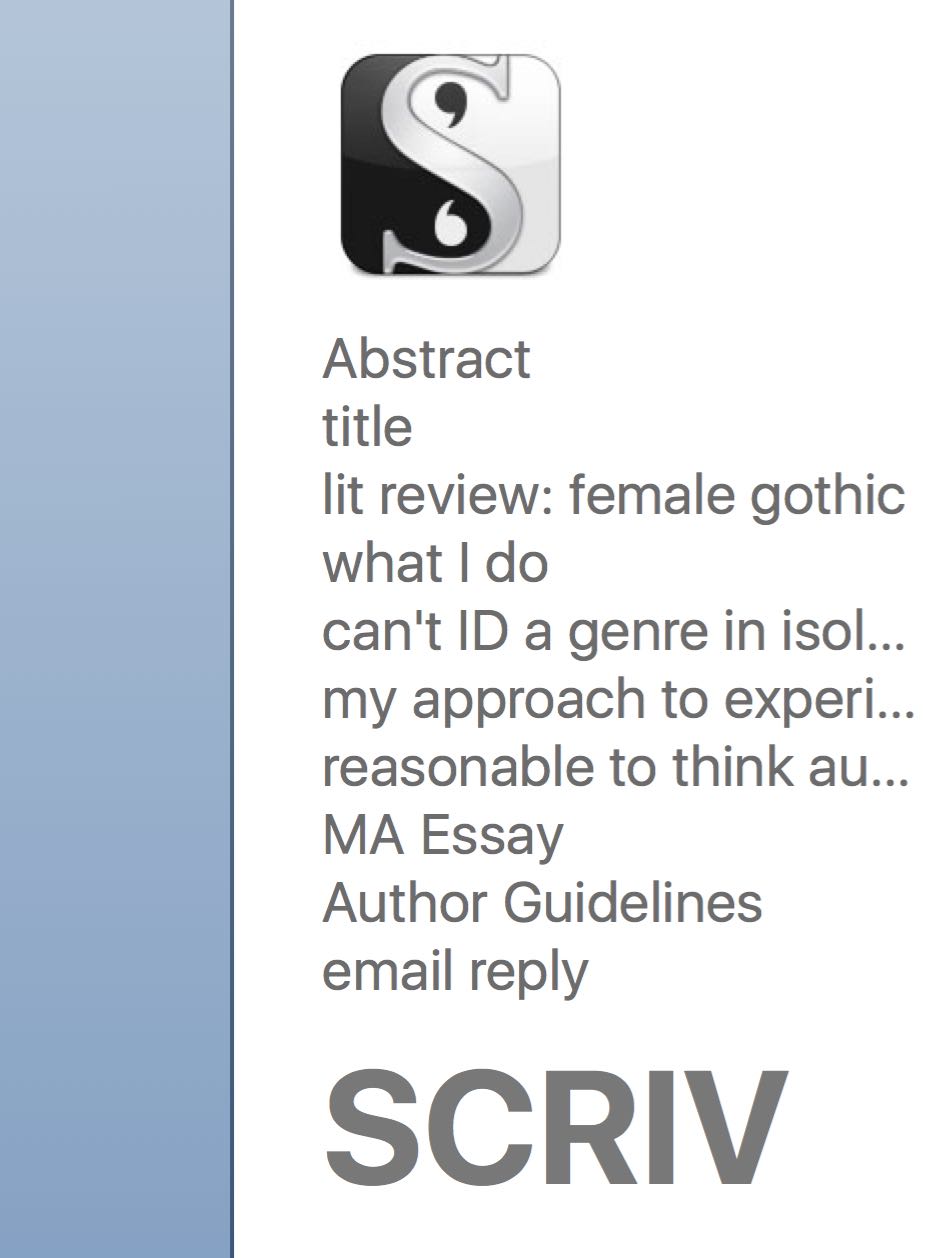 Abstract
title
lit review: female gothic
what I do
can't ID a genre in isol...
my approach to experi...
reasonable to think au...
MA Essay
Author Guidelines
email reply
SCRIV